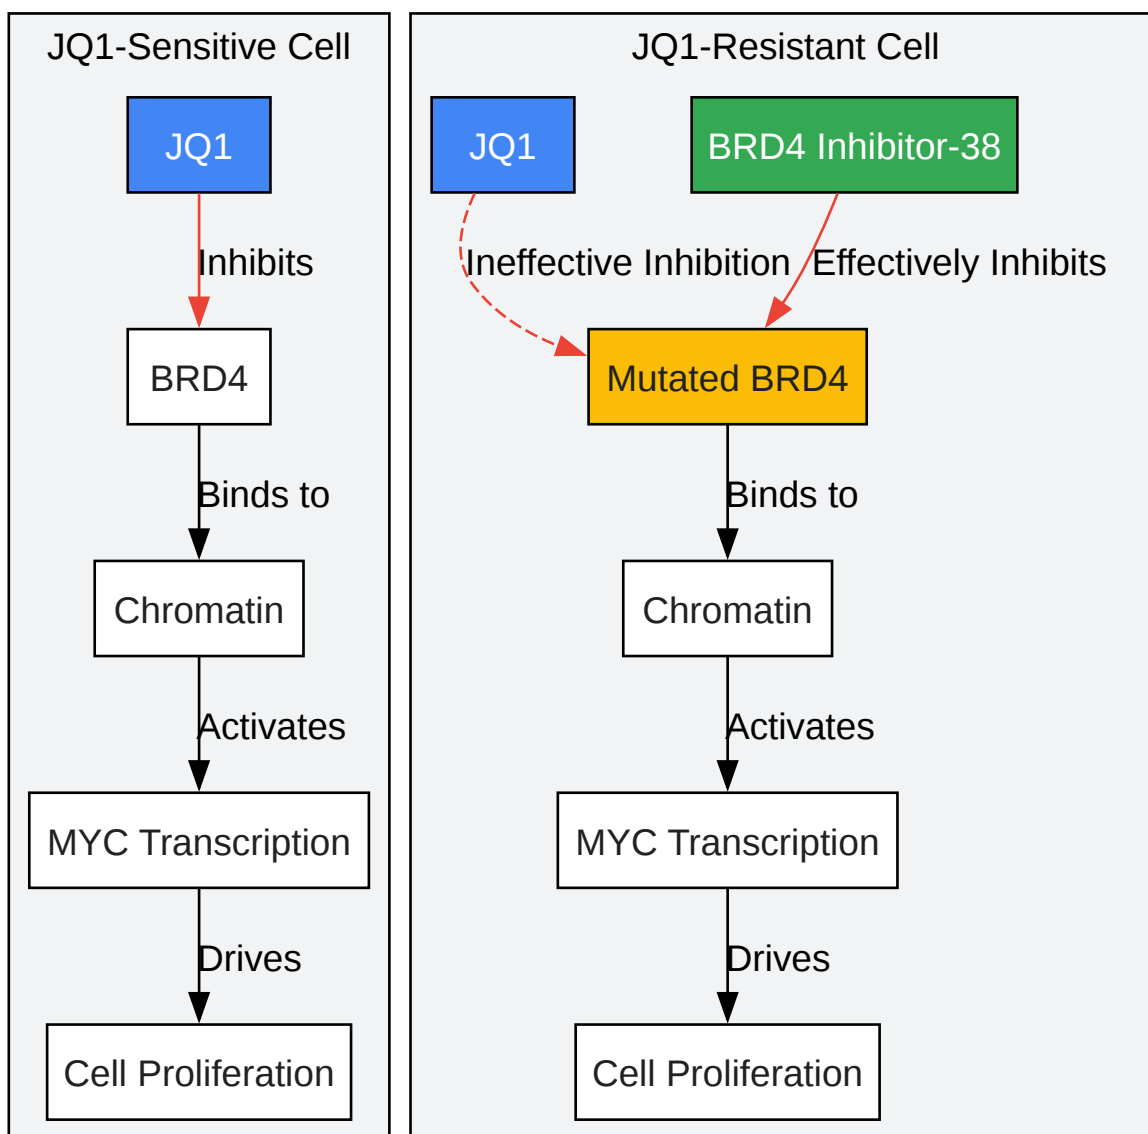 JQ1-Sensitive Cell
JQ1
Inhibits
BRD4
Binds to
Chromatin
Activates
MYC Transcription
Drives
Cell Proliferation
JQ1-Resistant Cell
JQ1
BRD4 Inhibitor-38
Ineffective Inhibition
Effectively Inhibits
Mutated BRD4
Binds to
Chromatin
Activates
MYC Transcription
Drives
Cell Proliferation